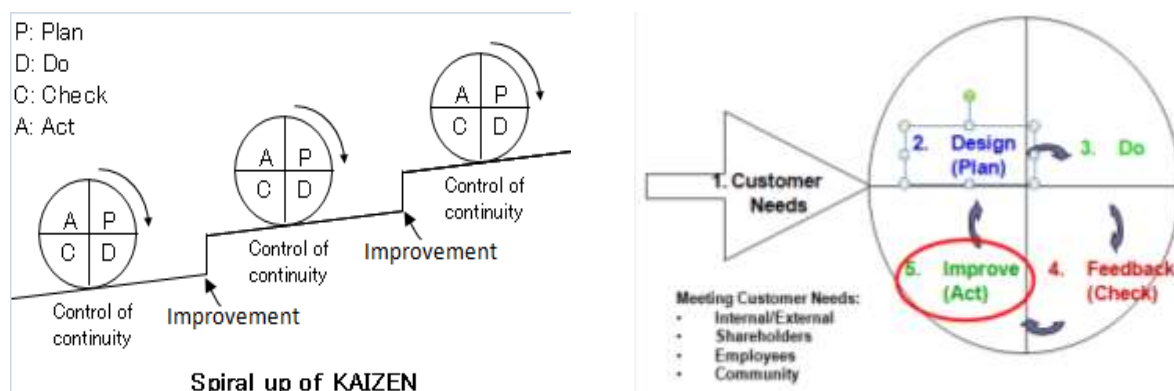 P: Plan
D: Do
C: Check
A: Act
A P
C D
Control of
continuity
Improvement
A P
C D
Control of
continuity
Improvement
A P
C D
Control of
continuity
Spiral up of KAIZEN
1. Customer
Needs
2. Design
(Plan)
3. Do
4. Feedback
(Check)
5. Improve
(Act)
Meeting Customer Needs:
• Internal/External
• Shareholders
• Employees
• Community